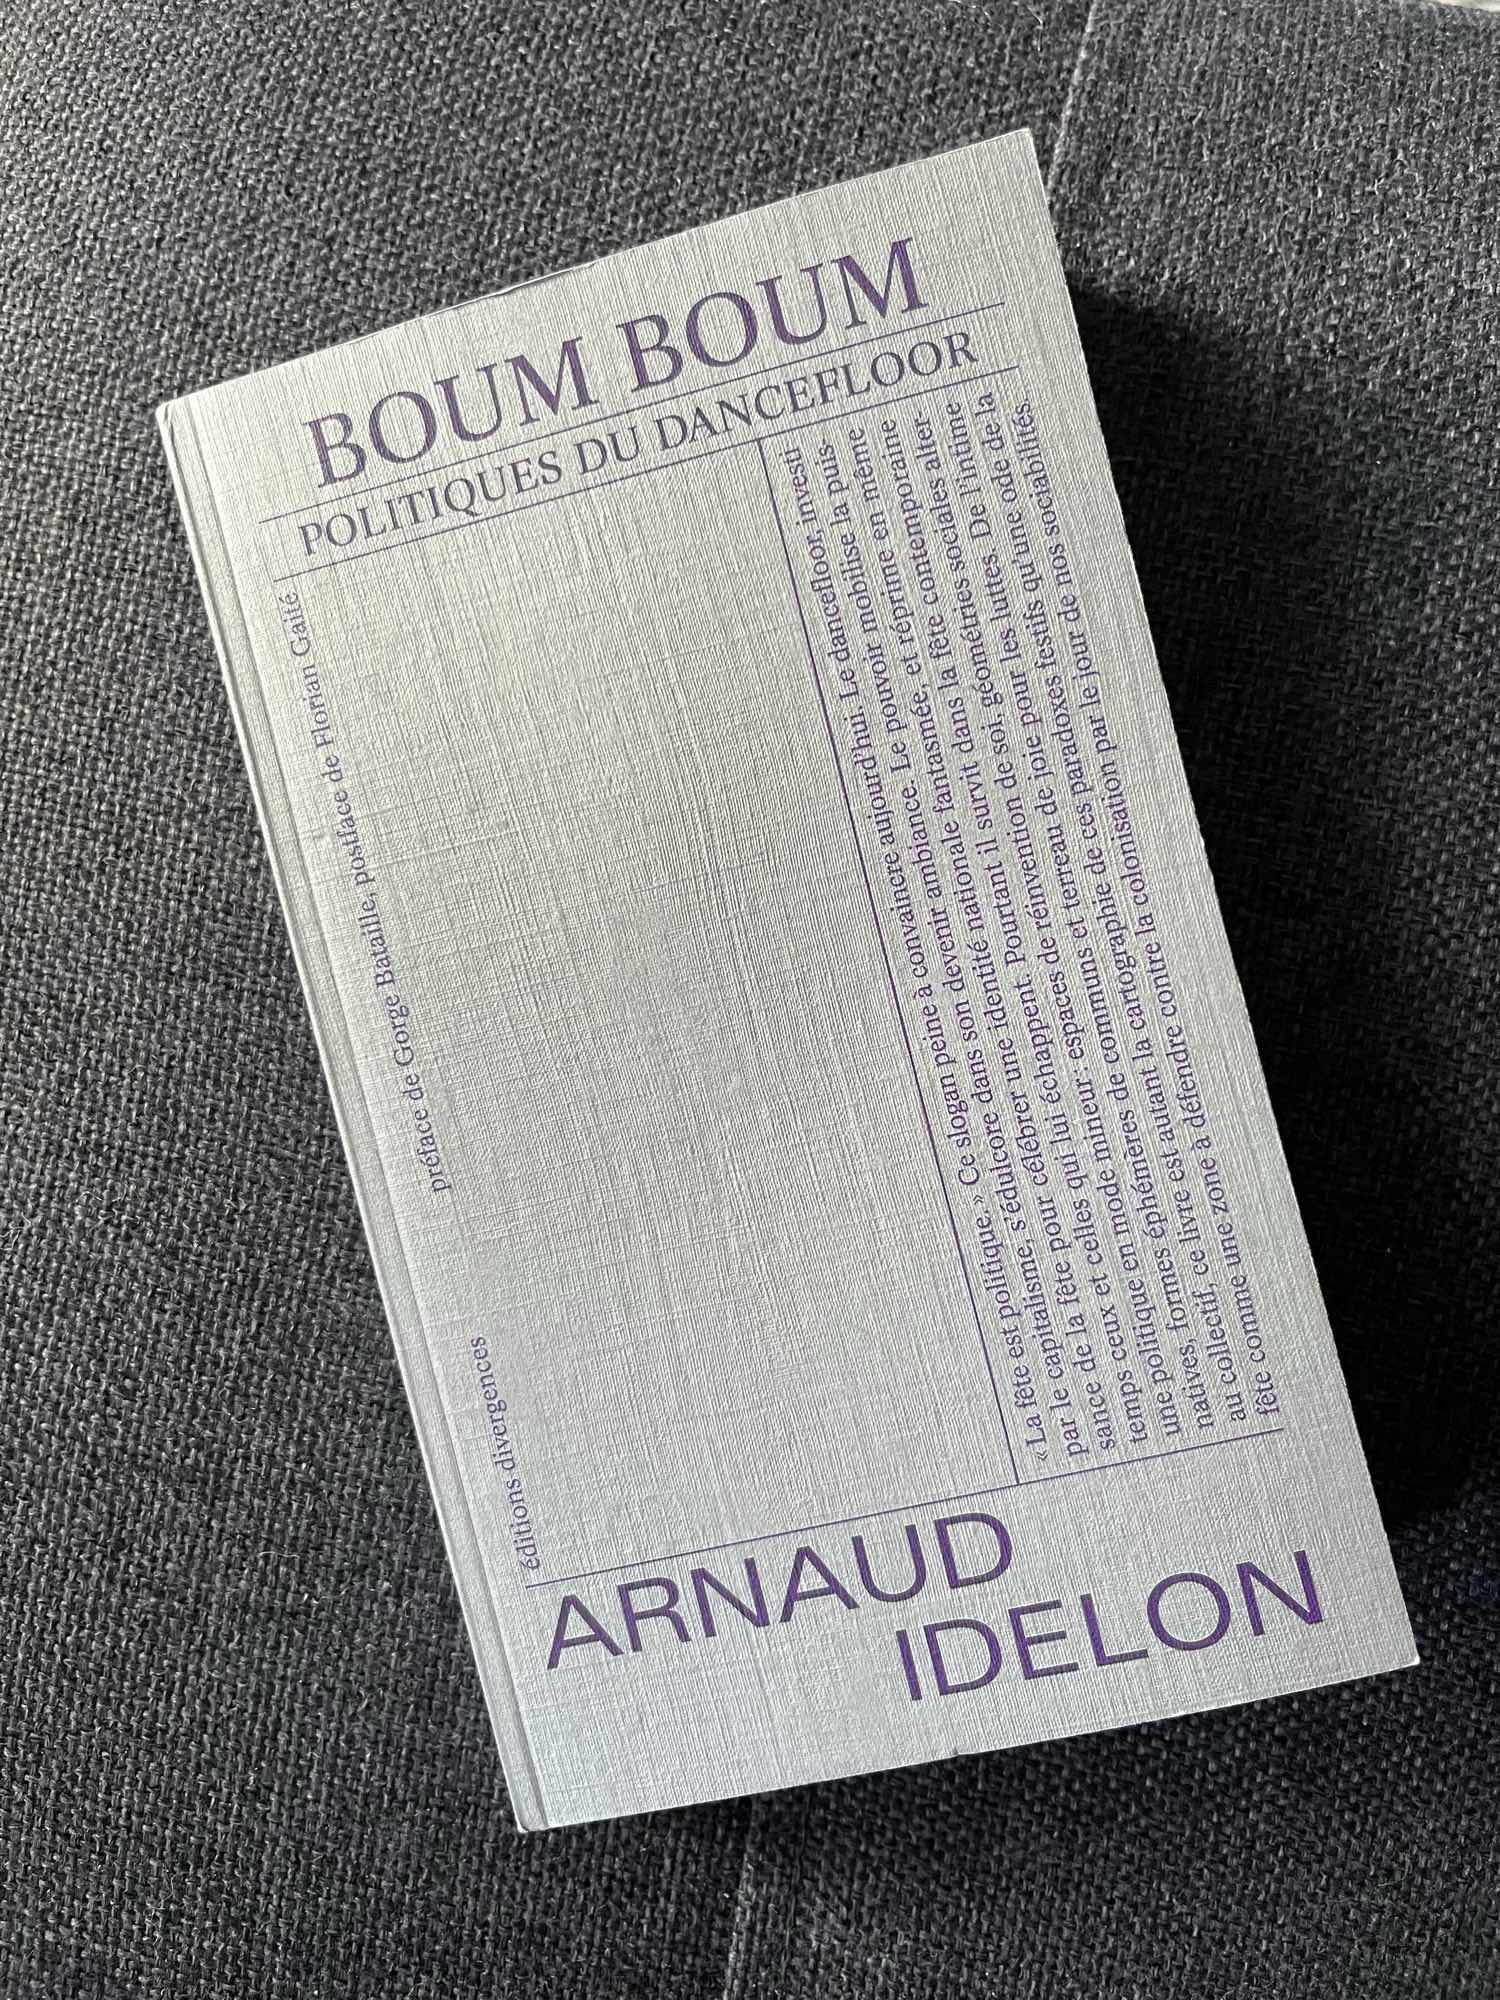 BOUM BOUM
POLITIQUES DU DANCEFLOOR
préface de Gorge Bataille, postface de Florian Gaité
éditions divergences
« La fête est politique. » Ce slogan peine à convaincre aujourd'hui. Le dancefloor, investi
par le capitalisme, s'édulcore dans son devenir ambiance. Le pouvoir mobilise la puis-
sance de la fête pour célébrer une identité nationale fantasmée, et réprime en même
temps ceux et celles qui lui échappent. Pourtant il survit dans la fête contemporaine
une politique en mode mineur : espaces de réinvention de soi, géométries sociales alter-
natives, formes éphémères de communs et terreau de joie pour les luttes. De l'intime
au collectif, ce livre est autant la cartographie de ces paradoxes festifs qu'une ode de la
fête comme une zone à défendre contre la colonisation par le jour de nos sociabilités.
ARNAUD
IDELON